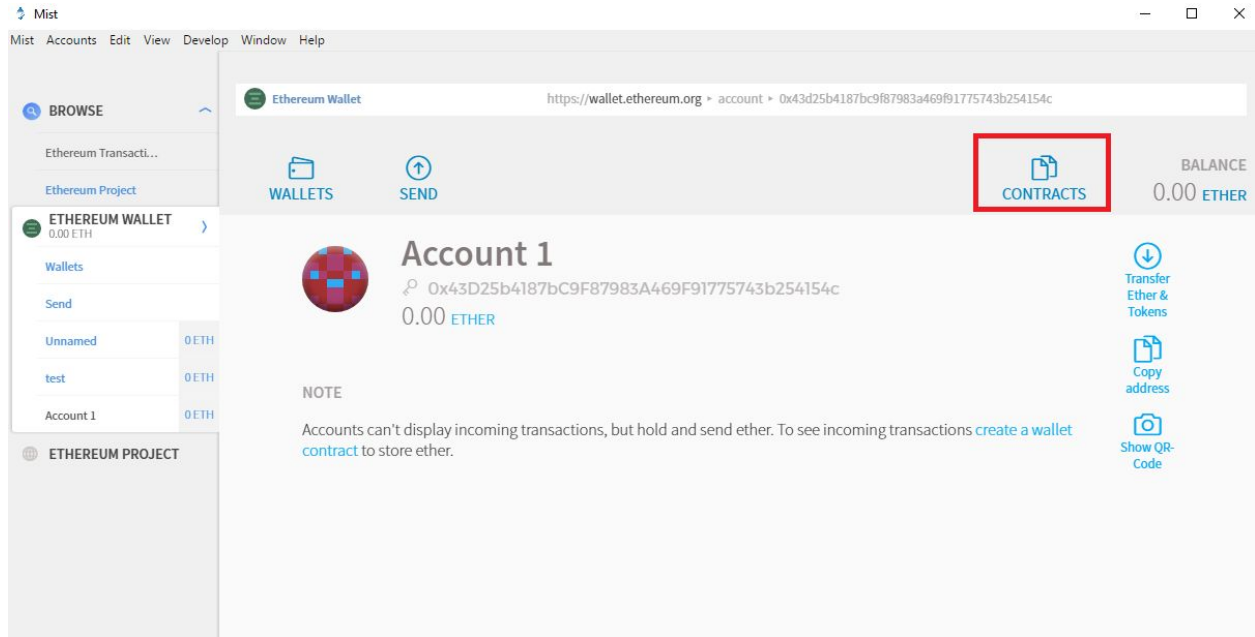 Mist
Mist Accounts Edit View Develop Window Help
BROWSE
Ethereum Transacti...
Ethereum Project
ETHEREUM WALLET
0,00 ETH
Wallets
Send
Unnamed 0 ETH
test 0 ETH
Account 1 0 ETH
ETHEREUM PROJECT
Ethereum Wallet https://wallet.ethereum.org ▸ account ▸ 0x43d25b4187bc9f87983a469f91775743b254154c
WALLETS
SEND
CONTRACTS
BALANCE
0.00 ETHER
Account 1
0x43D25b4187bC9F87983A469F91775743b254154c
0.00 ETHER
NOTE
Accounts can't display incoming transactions, but hold and send ether. To see incoming transactions create a wallet
contract to store ether.
Transfer
Ether &
Tokens
Copy
address
Show QR-
Code